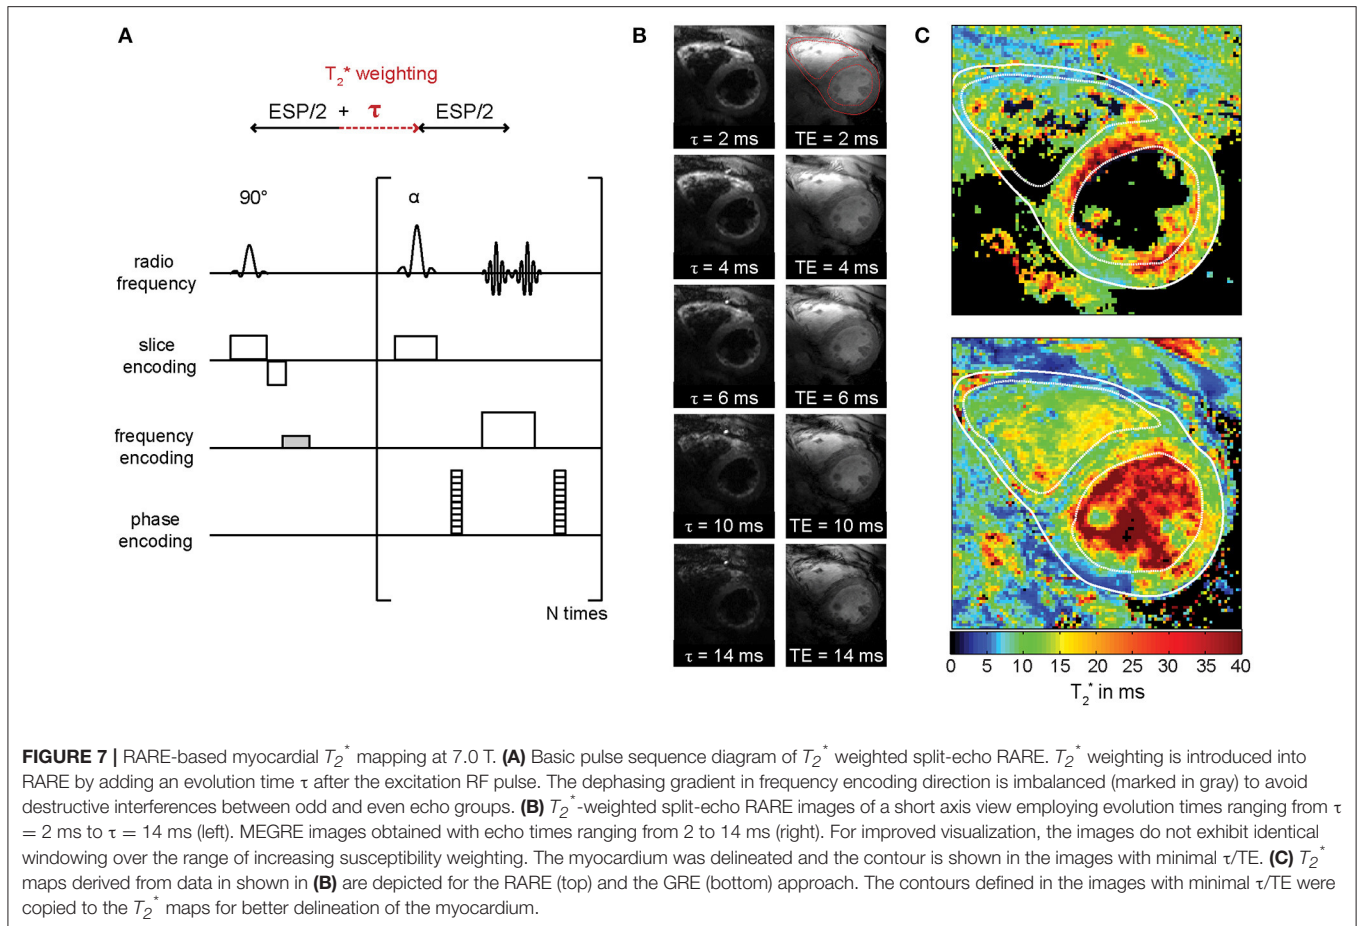 A
B
C
T2* weighting
ESP/2 + τ ESP/2
90°
α
radio
frequency
slice
encoding
frequency
encoding
phase
encoding
N times
τ = 2 ms
TE = 2 ms
τ = 4 ms
TE = 4 ms
τ = 6 ms
TE = 6 ms
τ = 10 ms
TE = 10 ms
τ = 14 ms
TE = 14 ms
0 5 10 15 20 25 30 35 40
T2* in ms
FIGURE 7 | RARE-based myocardial T2* mapping at 7.0 T. (A) Basic pulse sequence diagram of T2* weighted split-echo RARE. T2* weighting is introduced into
RARE by adding an evolution time τ after the excitation RF pulse. The dephasing gradient in frequency encoding direction is imbalanced (marked in gray) to avoid
destructive interferences between odd and even echo groups. (B) T2*-weighted split-echo RARE images of a short axis view employing evolution times ranging from τ
= 2 ms to τ = 14 ms (left). MEGRE images obtained with echo times ranging from 2 to 14 ms (right). For improved visualization, the images do not exhibit identical
windowing over the range of increasing susceptibility weighting. The myocardium was delineated and the contour is shown in the images with minimal τ/TE. (C) T2*
maps derived from data in shown in (B) are depicted for the RARE (top) and the GRE (bottom) approach. The contours defined in the images with minimal τ/TE were
copied to the T2* maps for better delineation of the myocardium.